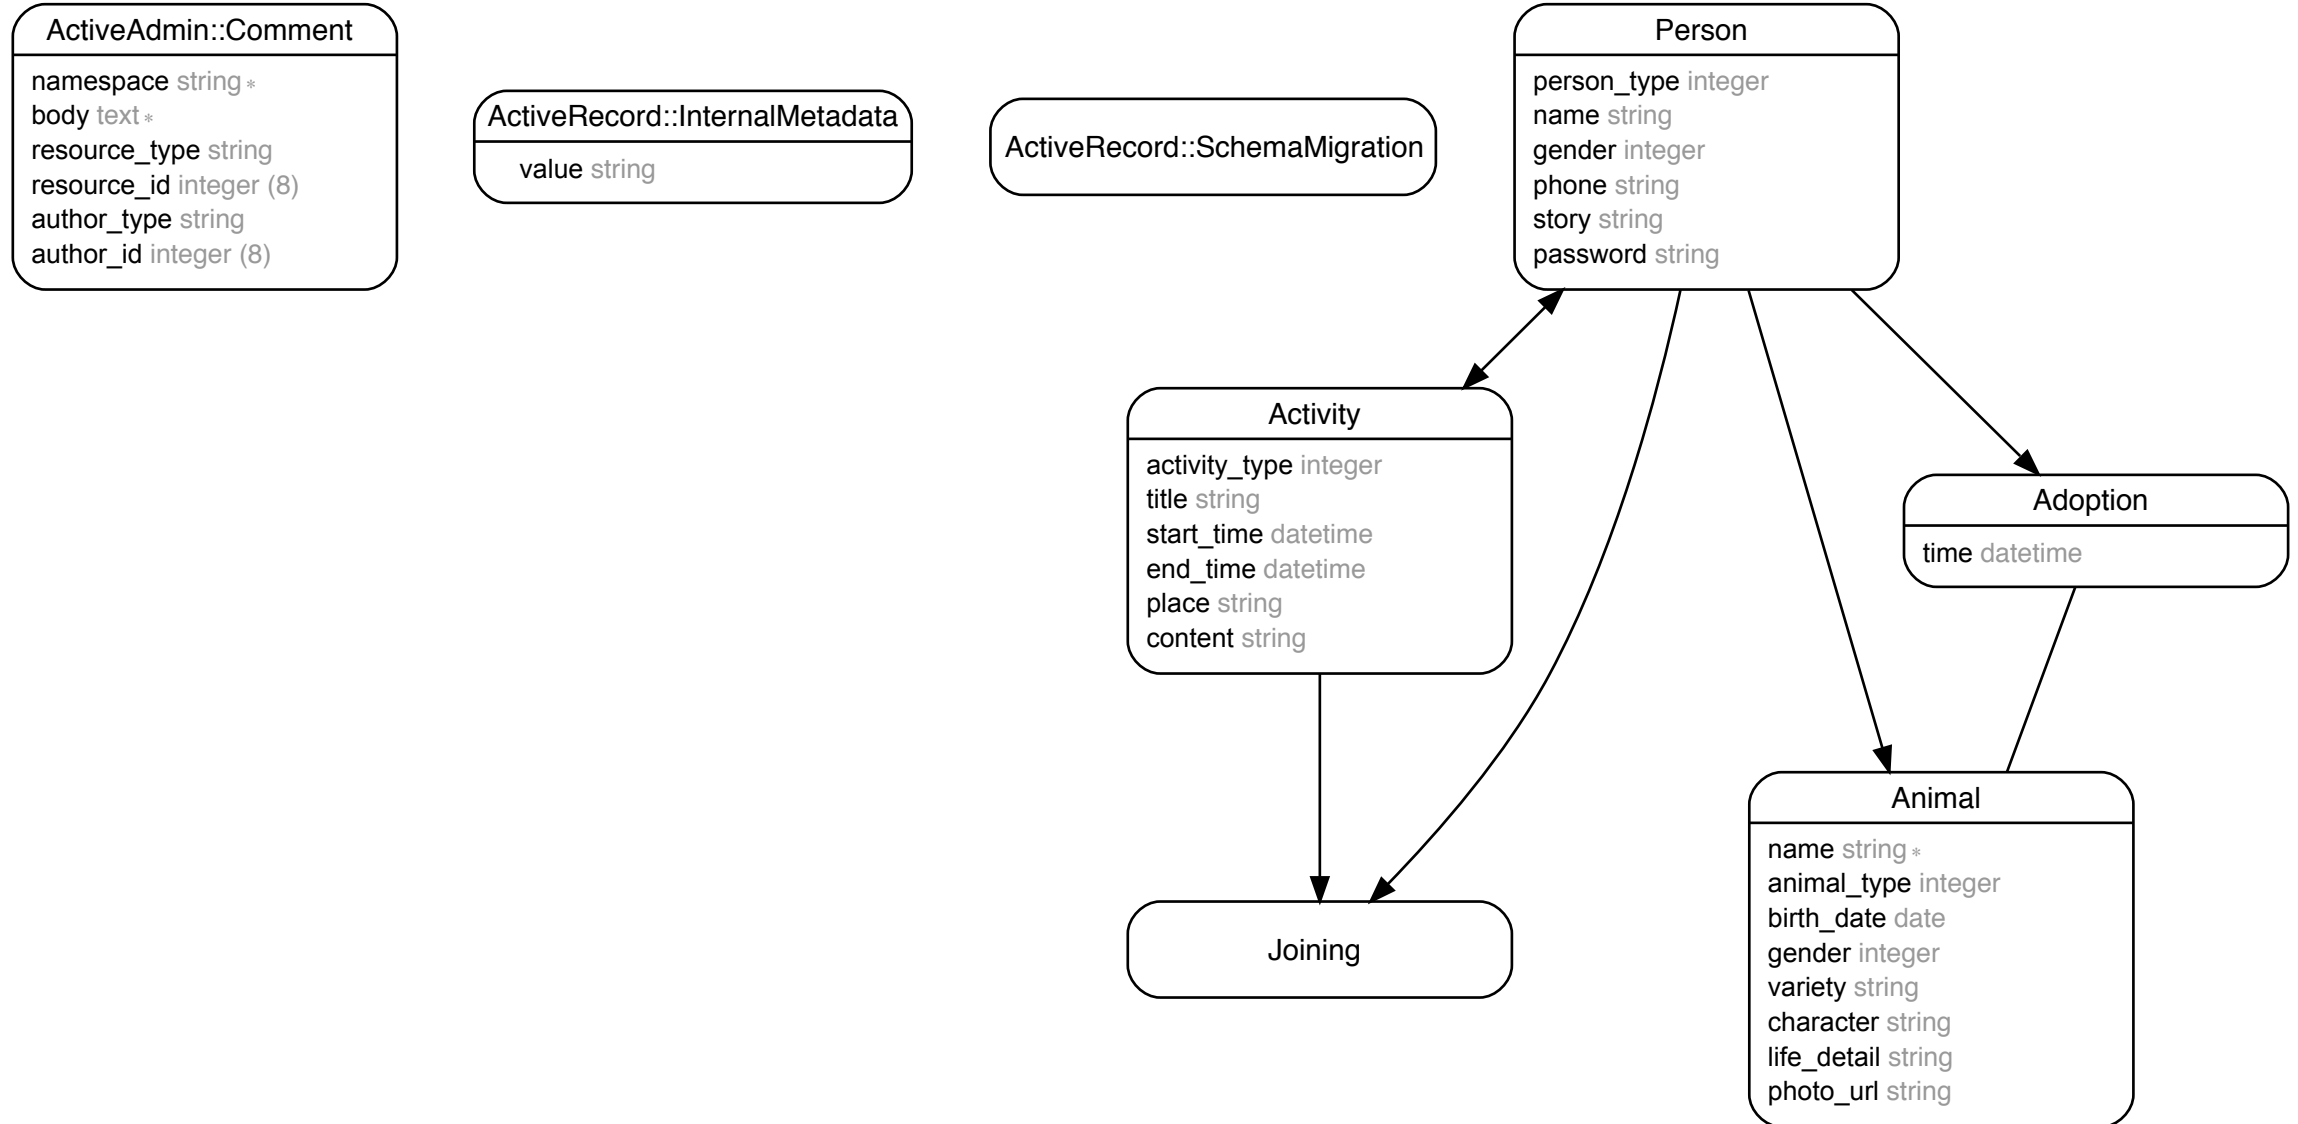 ActiveAdmin::Comment
namespace string *
body text *
resource_type string
resource_id integer (8)
author_type string
author_id integer (8)
ActiveRecord::InternalMetadata
value string
ActiveRecord::SchemaMigration
Person
person_type integer
name string
gender integer
phone string
story string
password string
Activity
activity_type integer
title string
start_time datetime
end_time datetime
place string
content string
Adoption
time datetime
Joining
Animal
name string *
animal_type integer
birth_date date
gender integer
variety string
character string
life_detail string
photo_url string